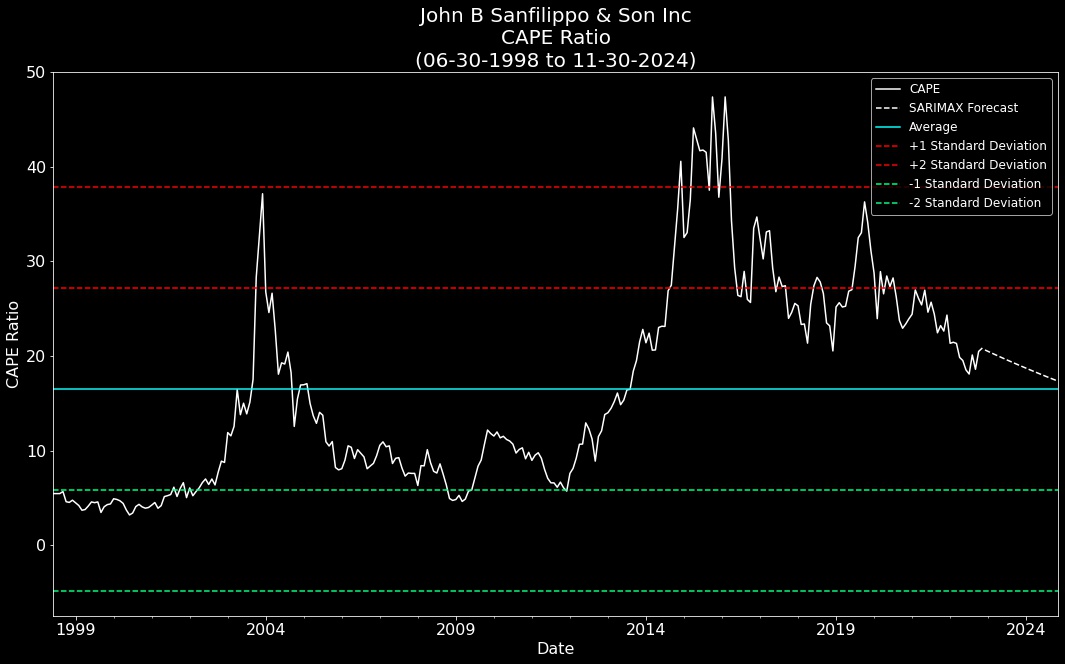 John B Sanfilippo & Son Inc
CAPE Ratio
(06-30-1998 to 11-30-2024)
CAPE
SARIMAX Forecast
Average
+1 Standard Deviation
+2 Standard Deviation
-1 Standard Deviation
-2 Standard Deviation
CAPE Ratio
50
40
30
20
10
0
1999 2004 2009 2014 2019 2024
Date